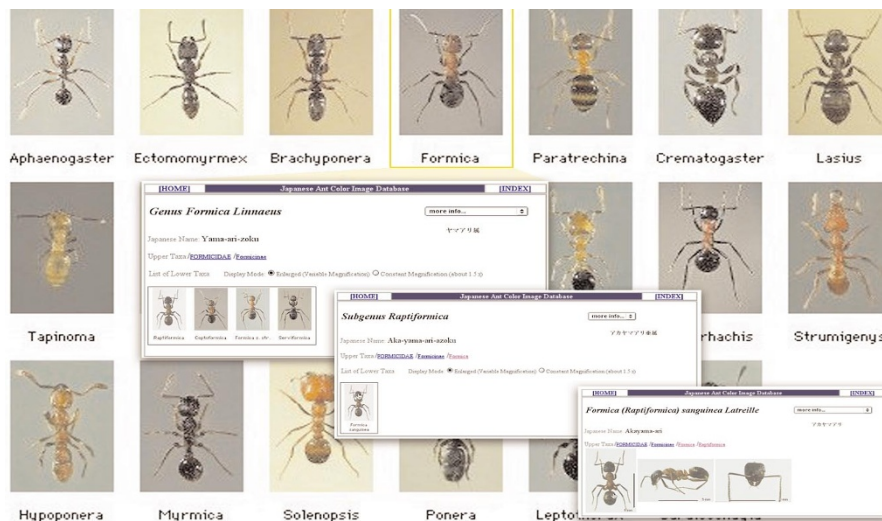 Aphaenogaster
Ectomomyrmex
Brachyponera
Formica
Paratrechina
Crematogaster
Lasius
[HOME]
Japanese Ant Color Image Database
[INDEX]
Genus Formica Linnaeus
more info...
ヤマアリ属
Japanese Name: Yama-ari-zoku
Upper Taxa /FORMICIDAE /Formicinae
List of Lower Taxa Display Mode: Enlarged (Variable Magnification) Constant Magnification (about 1.5 x)
Raptiformica
Coptoformica
Formica s. str.
Serviformica
Tapinoma
rhachis
Strumigenys
[HOME]
Japanese Ant Color Image Database
[INDEX]
Subgenus Raptiformica
more info...
アカヤマアリ亜属
Japanese Name: Aka-yama-ari-azoku
Upper Taxa /FORMICIDAE /Formicinae /Formica
List of Lower Taxa Display Mode: Enlarged (Variable Magnification) Constant Magnification (about 1.5 x)
Formica
sanguinea
[HOME]
Japanese Ant Color Image Database
[INDEX]
Formica (Raptiformica) sanguinea Latreille
more info...
アカヤマアリ
Japanese Name: Akayama-ari
Upper Taxa /FORMICIDAE /Formicinae /Formica /Raptiformica
Hypoponera
Myrmica
Solenopsis
Ponera